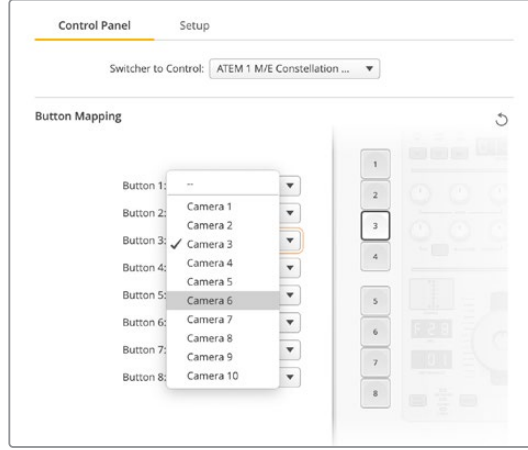 Control Panel Setup
Switcher to Control: ATEM 1 M/E Constellation ...
Button Mapping
Button 1: --
Button 2: Camera 1
Camera 2
Button 3: ✓ Camera 3
Button 4: Camera 4
Camera 5
Button 5: Camera 6
Button 6: Camera 7
Camera 8
Button 7: Camera 9
Button 8: Camera 10
1
2
3
4
5
6
7
8